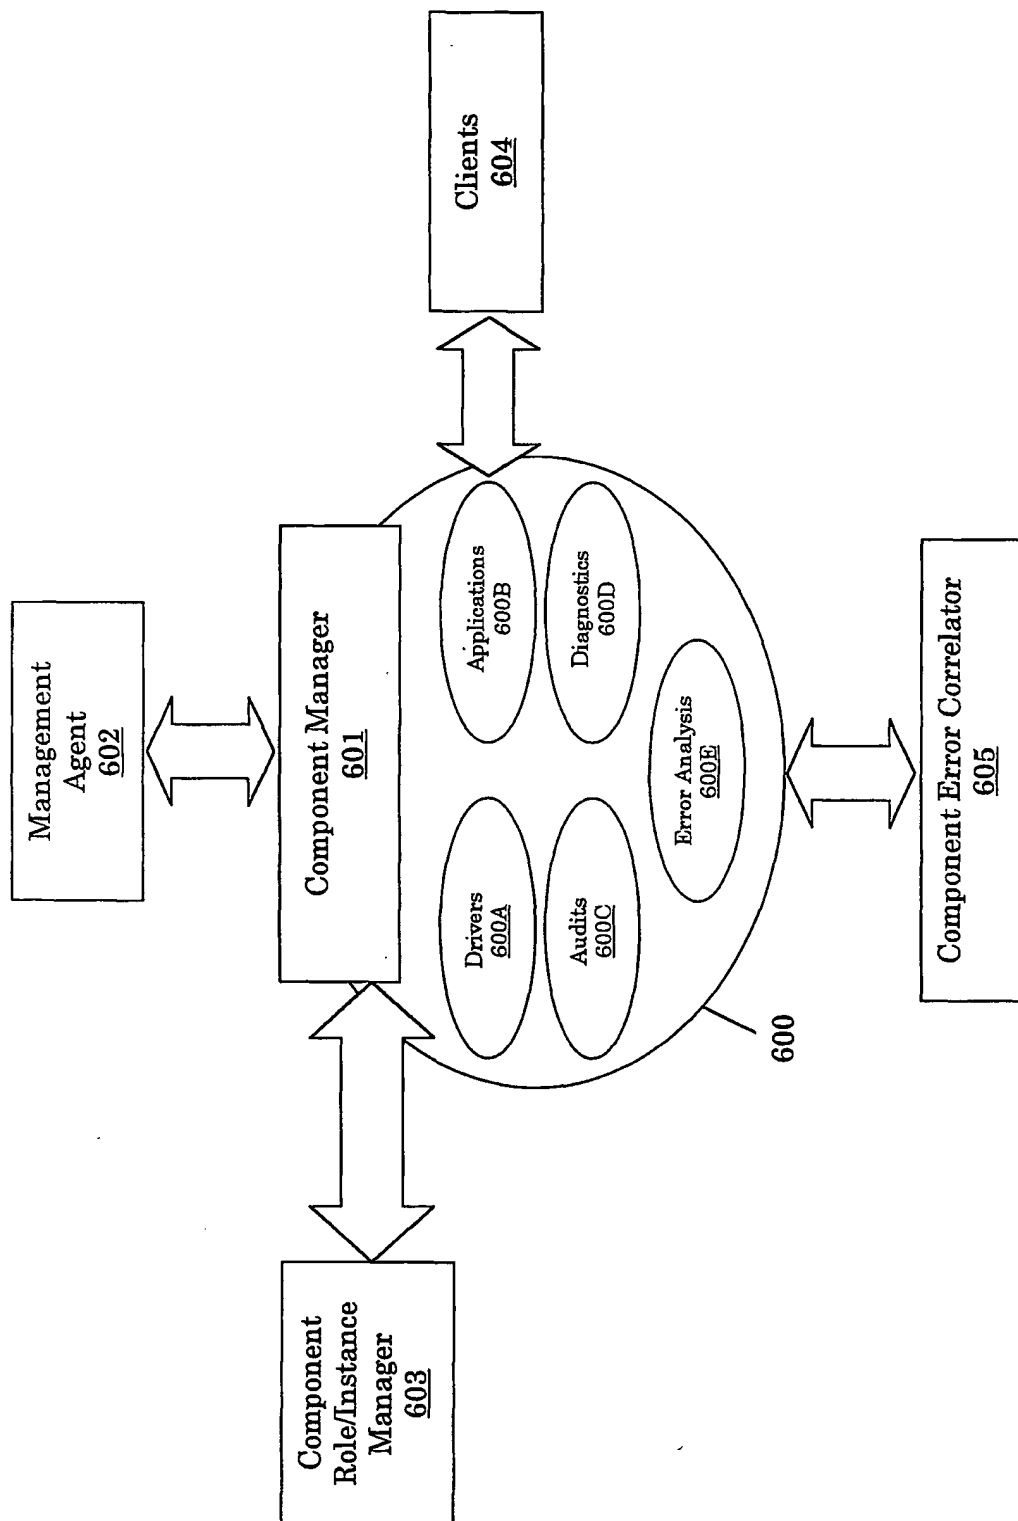 Management
Agent
602
Component
Role/Instance
Manager
603
Component Manager
601
Clients
604
Drivers
600A
Applications
600B
Audits
600C
Diagnostics
600D
Error Analysis
600E
600
Component Error Correlator
605